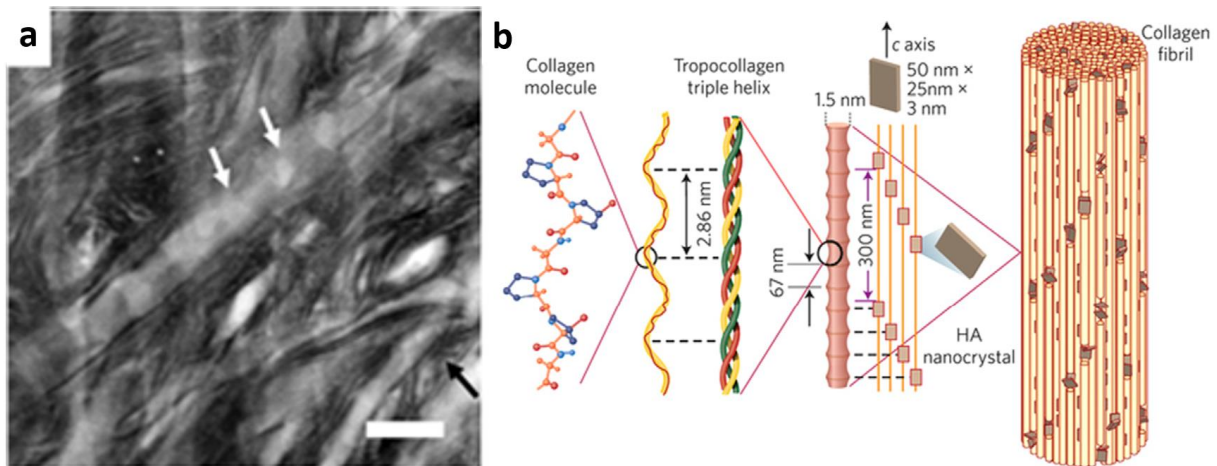 a
b
Collagen
molecule
Tropocollagen
triple helix
2.86 nm
1.5 nm
67 nm
c axis
50 nm ×
25nm ×
3 nm
300 nm
HA
nanocrystal
Collagen
fibril